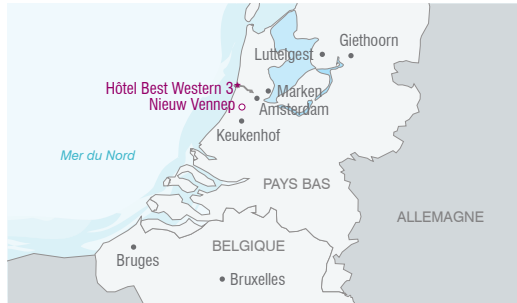 Giethoorn
Luttelgest
Hôtel Best Western 3*
Marken
Nieuw Vennep
Amsterdam
Keukenhof
Mer du Nord
PAYS BAS
ALLEMAGNE
BELGIQUE
Bruges
Bruxelles